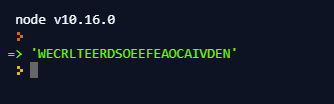 node v10.16.0
>
=> 'WECRLTEERDSOEEFEAOCAIVDEN'
>